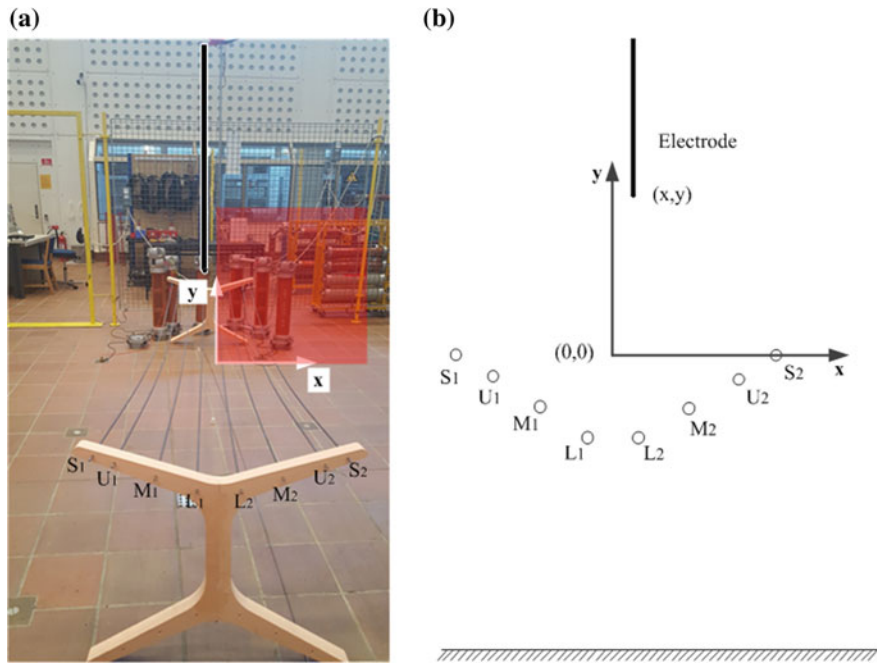 (a)
y
x
S1
U1
M1
L1
L2
M2
U2
S2
(b)
Electrode
y
(x,y)
(0,0)
x
S1
U1
M1
L1
L2
M2
U2
S2